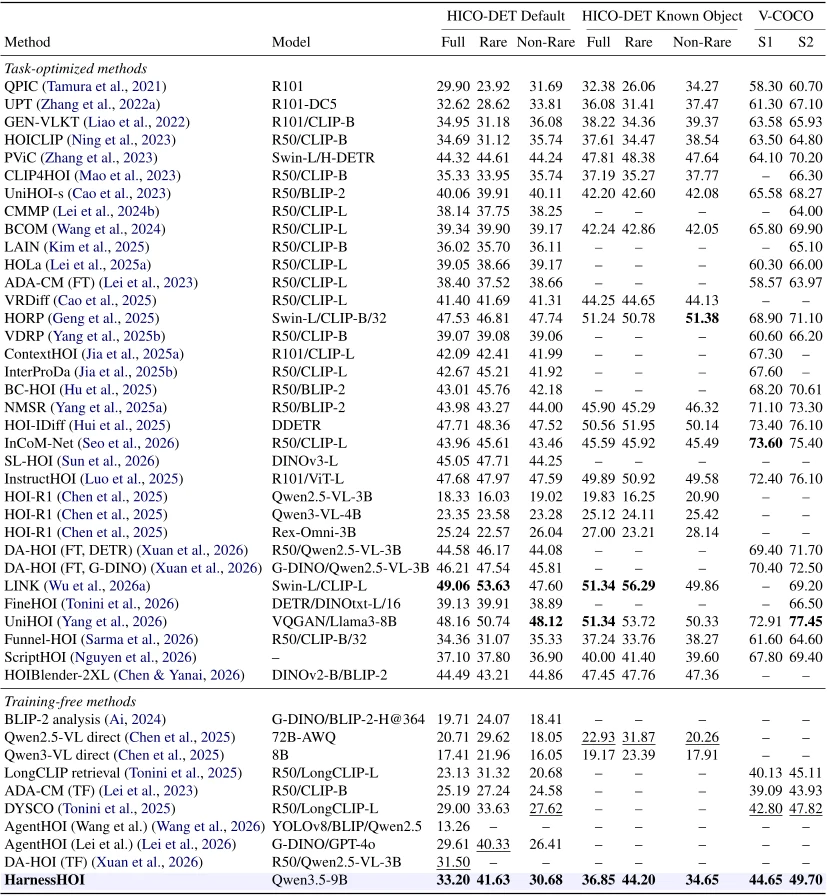 HICO-DET Default HICO-DET Known Object V-COCO
Method Model Full Rare Non-Rare Full Rare Non-Rare S1 S2
Task-optimized methods
QPIC (Tamura et al., 2021) R101 29.90 23.92 31.69 32.38 26.06 34.27 58.30 60.70
UPT (Zhang et al., 2022a) R101-DC5 32.62 28.62 33.81 36.08 31.41 37.47 61.30 67.10
GEN-VLKT (Liao et al., 2022) R101/CLIP-B 34.95 31.18 36.08 38.22 34.36 39.37 63.58 65.93
HOICLIP (Ning et al., 2023) R50/CLIP-B 34.69 31.12 35.74 37.61 34.47 38.54 63.50 64.80
PViC (Zhang et al., 2023) Swin-L/H-DETR 44.32 44.61 44.24 47.81 48.38 47.64 64.10 70.20
CLIP4HOI (Mao et al., 2023) R50/CLIP-B 35.33 33.95 35.74 37.19 35.27 37.77 – 66.30
UniHOI-s (Cao et al., 2023) R50/BLIP-2 40.06 39.91 40.11 42.20 42.60 42.08 65.58 68.27
CMMP (Lei et al., 2024b) R50/CLIP-L 38.14 37.75 38.25 – – – – 64.00
BCOM (Wang et al., 2024) R50/CLIP-L 39.34 39.90 39.17 42.24 42.86 42.05 65.80 69.90
LAIN (Kim et al., 2025) R50/CLIP-B 36.02 35.70 36.11 – – – – 65.10
HOLa (Lei et al., 2025a) R50/CLIP-L 39.05 38.66 39.17 – – – 60.30 66.00
ADA-CM (FT) (Lei et al., 2023) R50/CLIP-L 38.40 37.52 38.66 – – – 58.57 63.97
VRDiff (Cao et al., 2025) R50/CLIP-L 41.40 41.69 41.31 44.25 44.65 44.13 – –
HORP (Geng et al., 2025) Swin-L/CLIP-B/32 47.53 46.81 47.74 51.24 50.78 51.38 68.90 71.10
VDRP (Yang et al., 2025b) R50/CLIP-B 39.07 39.08 39.06 – – – 60.60 66.20
ContextHOI (Jia et al., 2025a) R101/CLIP-L 42.09 42.41 41.99 – – – 67.30 –
InterProDa (Jia et al., 2025b) R50/CLIP-L 42.67 45.21 41.92 – – – 67.60 –
BC-HOI (Hu et al., 2025) R50/BLIP-2 43.01 45.76 42.18 – – – 68.20 70.61
NMSR (Yang et al., 2025a) R50/BLIP-2 43.98 43.27 44.00 45.90 45.29 46.32 71.10 73.30
HOI-IDiff (Hui et al., 2025) DDETR 47.71 48.36 47.52 50.56 51.95 50.14 73.40 76.10
InCoM-Net (Seo et al., 2026) R50/CLIP-L 43.96 45.61 43.46 45.59 45.92 45.49 73.60 75.40
SL-HOI (Sun et al., 2026) DINOv3-L 45.05 47.71 44.25 – – – – –
InstructHOI (Luo et al., 2025) R101/ViT-L 47.68 47.97 47.59 49.89 50.92 49.58 72.40 76.10
HOI-R1 (Chen et al., 2025) Qwen2.5-VL-3B 18.33 16.03 19.02 19.83 16.25 20.90 – –
HOI-R1 (Chen et al., 2025) Qwen3-VL-4B 23.35 23.58 23.28 25.12 24.11 25.42 – –
HOI-R1 (Chen et al., 2025) Rex-Omni-3B 25.24 22.57 26.04 27.00 23.21 28.14 – –
DA-HOI (FT, DETR) (Xuan et al., 2026) R50/Qwen2.5-VL-3B 44.58 46.17 44.08 – – – 69.40 71.70
DA-HOI (FT, G-DINO) (Xuan et al., 2026) G-DINO/Qwen2.5-VL-3B 46.21 47.54 45.81 – – – 70.40 72.50
LINK (Wu et al., 2026a) Swin-L/CLIP-L 49.06 53.63 47.60 51.34 56.29 49.86 – 69.20
FineHOI (Tonini et al., 2026) DETR/DINOtxt-L/16 39.13 39.91 38.89 – – – – 66.50
UniHOI (Yang et al., 2026) VQGAN/Llama3-8B 48.16 50.74 48.12 51.34 53.72 50.33 72.91 77.45
Funnel-HOI (Sarma et al., 2026) R50/CLIP-B/32 34.36 31.07 35.33 37.24 33.76 38.27 61.60 64.60
ScriptHOI (Nguyen et al., 2026) – 37.10 37.80 36.90 40.00 41.40 39.60 67.80 69.40
HOIBlender-2XL (Chen & Yanai, 2026) DINOv2-B/BLIP-2 44.49 43.21 44.86 47.45 47.76 47.36 – –
Training-free methods
BLIP-2 analysis (Ai, 2024) G-DINO/BLIP-2-H@364 19.71 24.07 18.41 – – – – –
Qwen2.5-VL direct (Chen et al., 2025) 72B-AWQ 20.71 29.62 18.05 22.93 31.87 20.26 – –
Qwen3-VL direct (Chen et al., 2025) 8B 17.41 21.96 16.05 19.17 23.39 17.91 – –
LongCLIP retrieval (Tonini et al., 2025) R50/LongCLIP-L 23.13 31.32 20.68 – – – 40.13 45.11
ADA-CM (TF) (Lei et al., 2023) R50/CLIP-B 25.19 27.24 24.58 – – – 39.09 43.93
DYSCO (Tonini et al., 2025) R50/LongCLIP-L 29.00 33.63 27.62 – – – 42.80 47.82
AgentHOI (Wang et al.) (Wang et al., 2026) YOLOv8/BLIP/Qwen2.5 13.26 – – – – – – –
AgentHOI (Lei et al.) (Lei et al., 2026) G-DINO/GPT-4o 29.61 40.33 26.41 – – – – –
DA-HOI (TF) (Xuan et al., 2026) R50/Qwen2.5-VL-3B 31.50 – – – – – – –
HarnessHOI Qwen3.5-9B 33.20 41.63 30.68 36.85 44.20 34.65 44.65 49.70